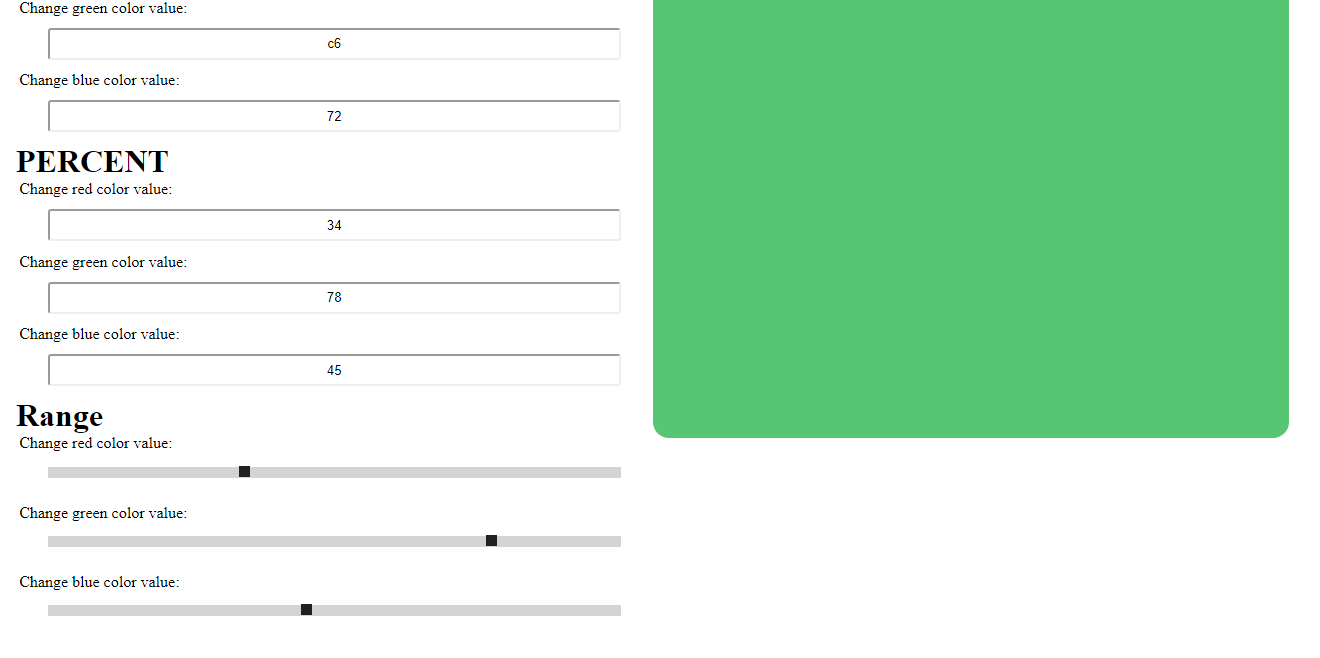 Change green color value:
c6
Change blue color value:
72
PERCENT
Change red color value:
34
Change green color value:
78
Change blue color value:
45
Range
Change red color value:
Change green color value:
Change blue color value: